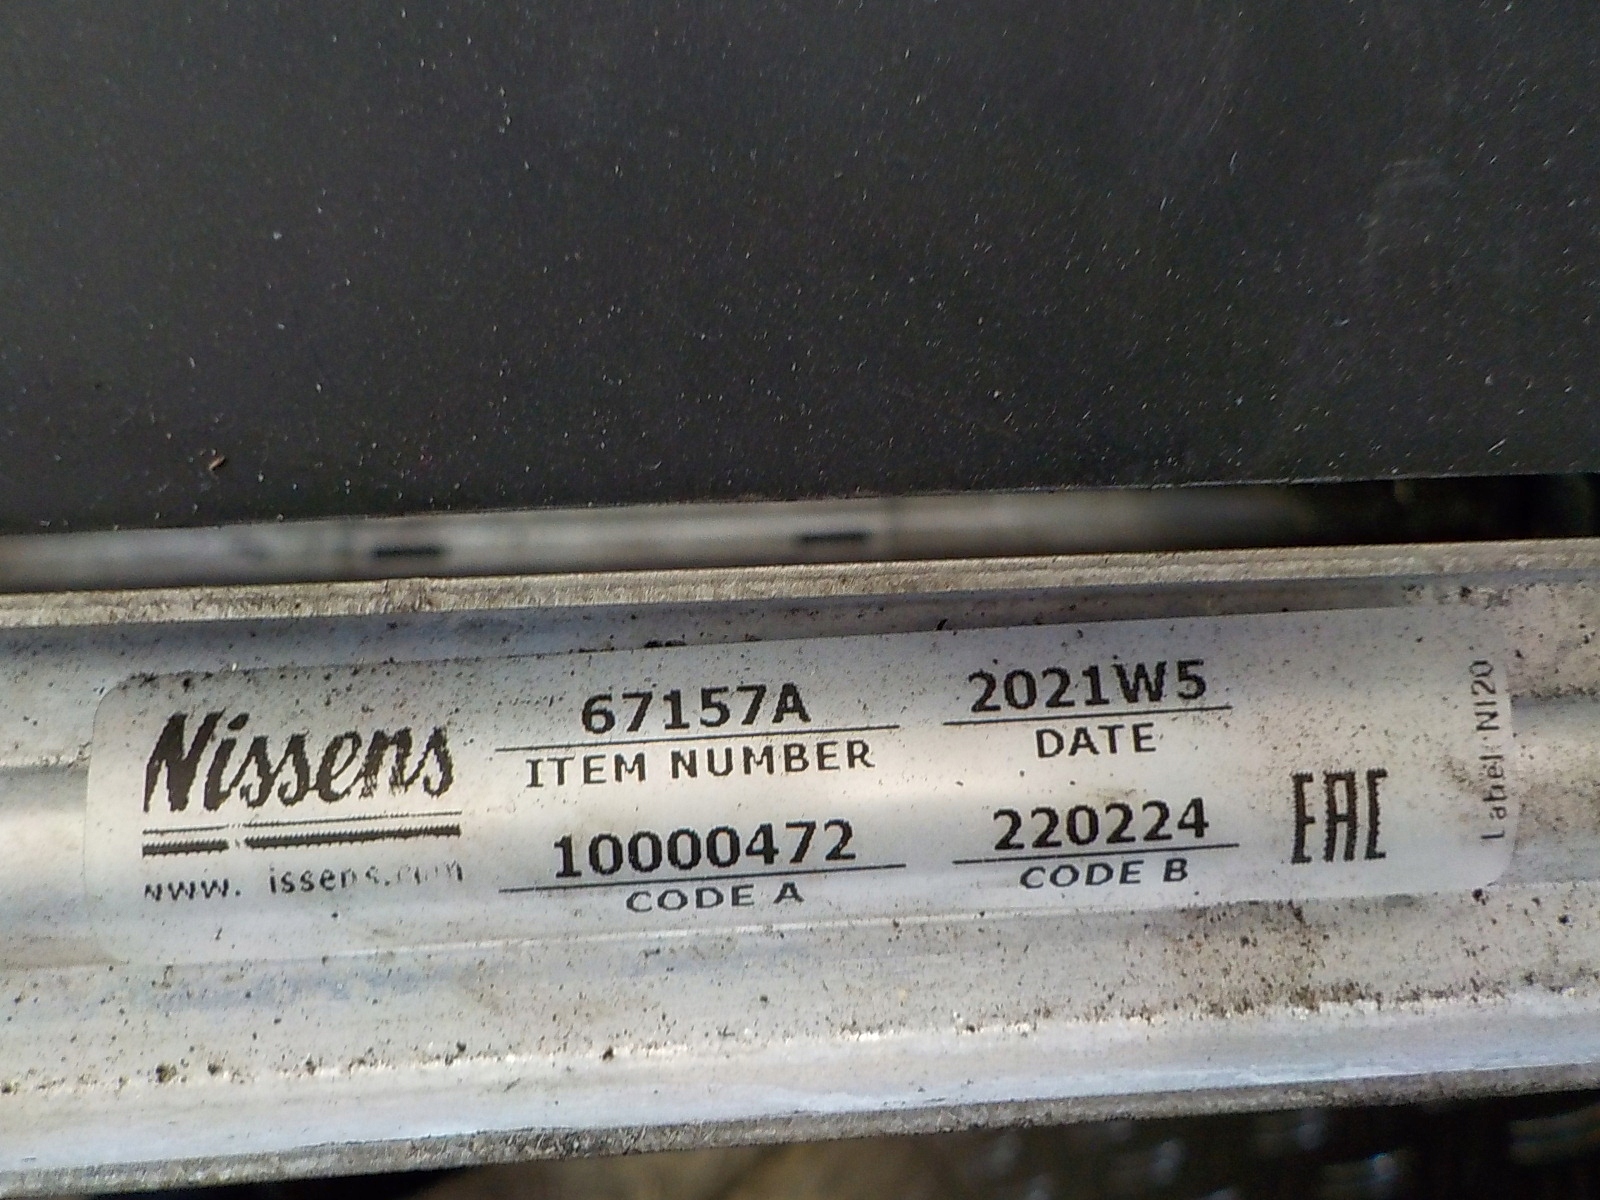 Nissens
www. issens.com
67157A
ITEM NUMBER
2021W5
DATE
10000472
CODE A
220224
CODE B
EAC
Label NI20